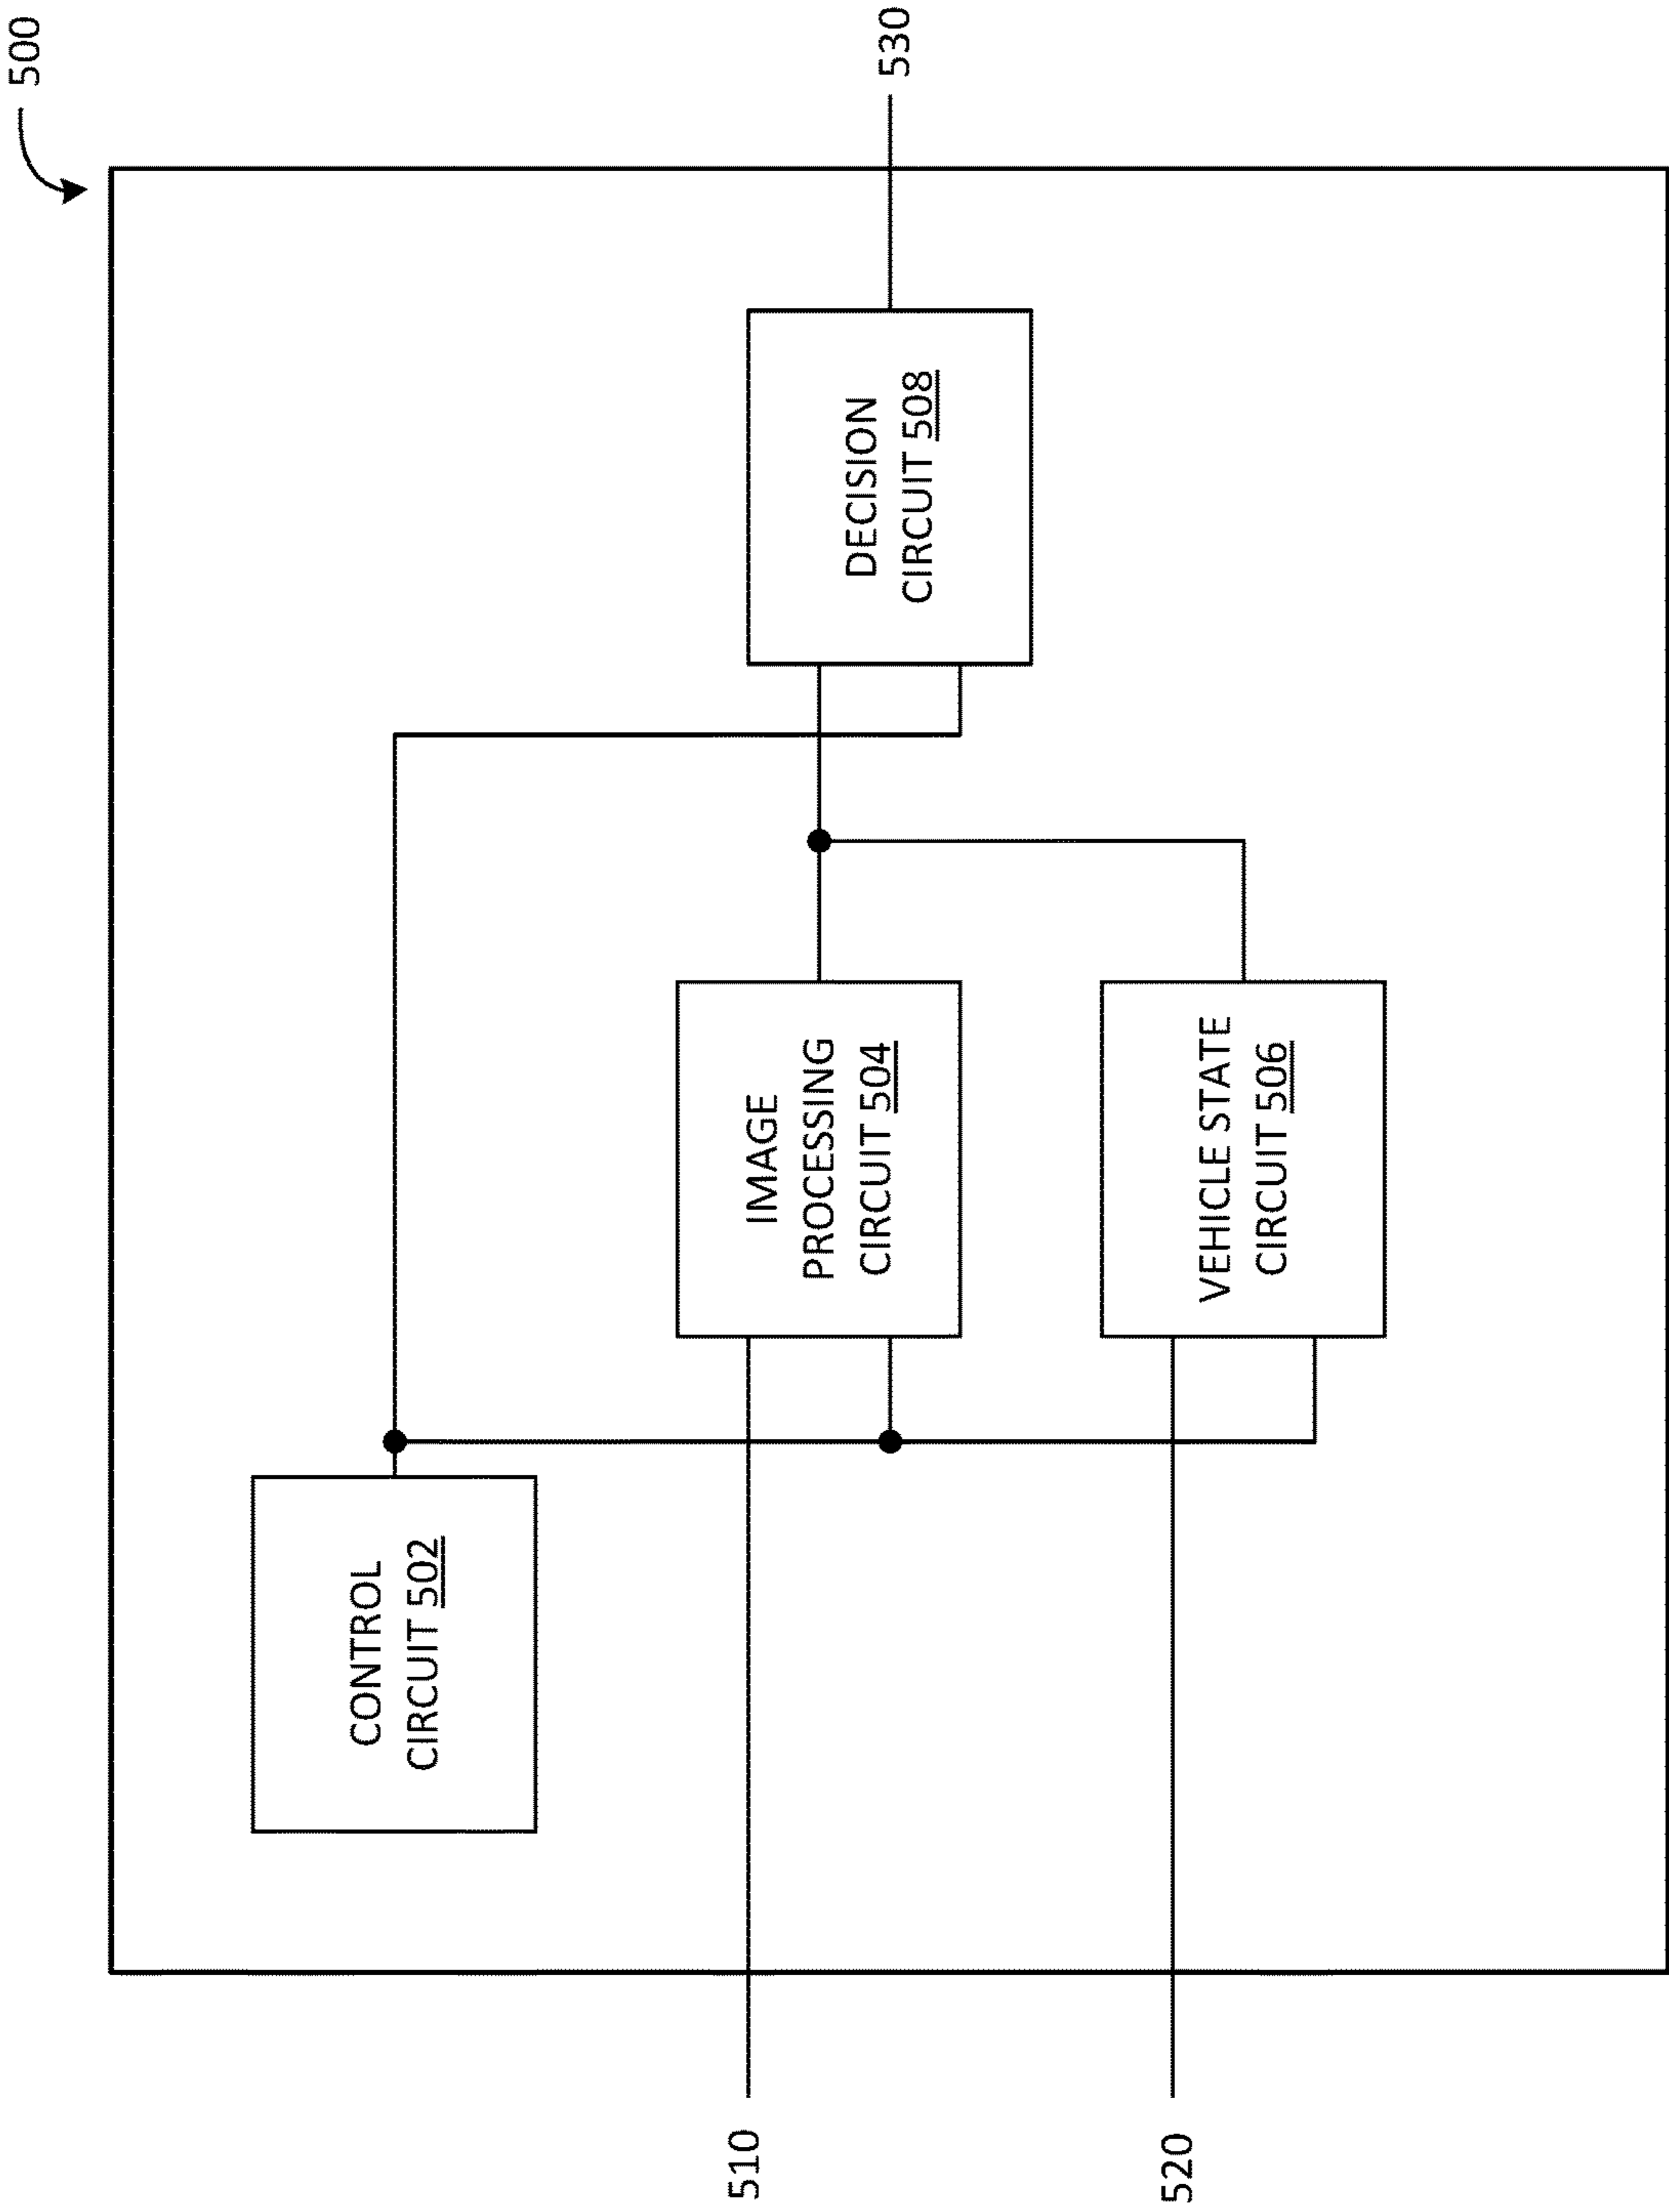 500
CONTROL
CIRCUIT 502
510
IMAGE
PROCESSING
CIRCUIT 504
DECISION
CIRCUIT 508
530
520
VEHICLE STATE
CIRCUIT 506